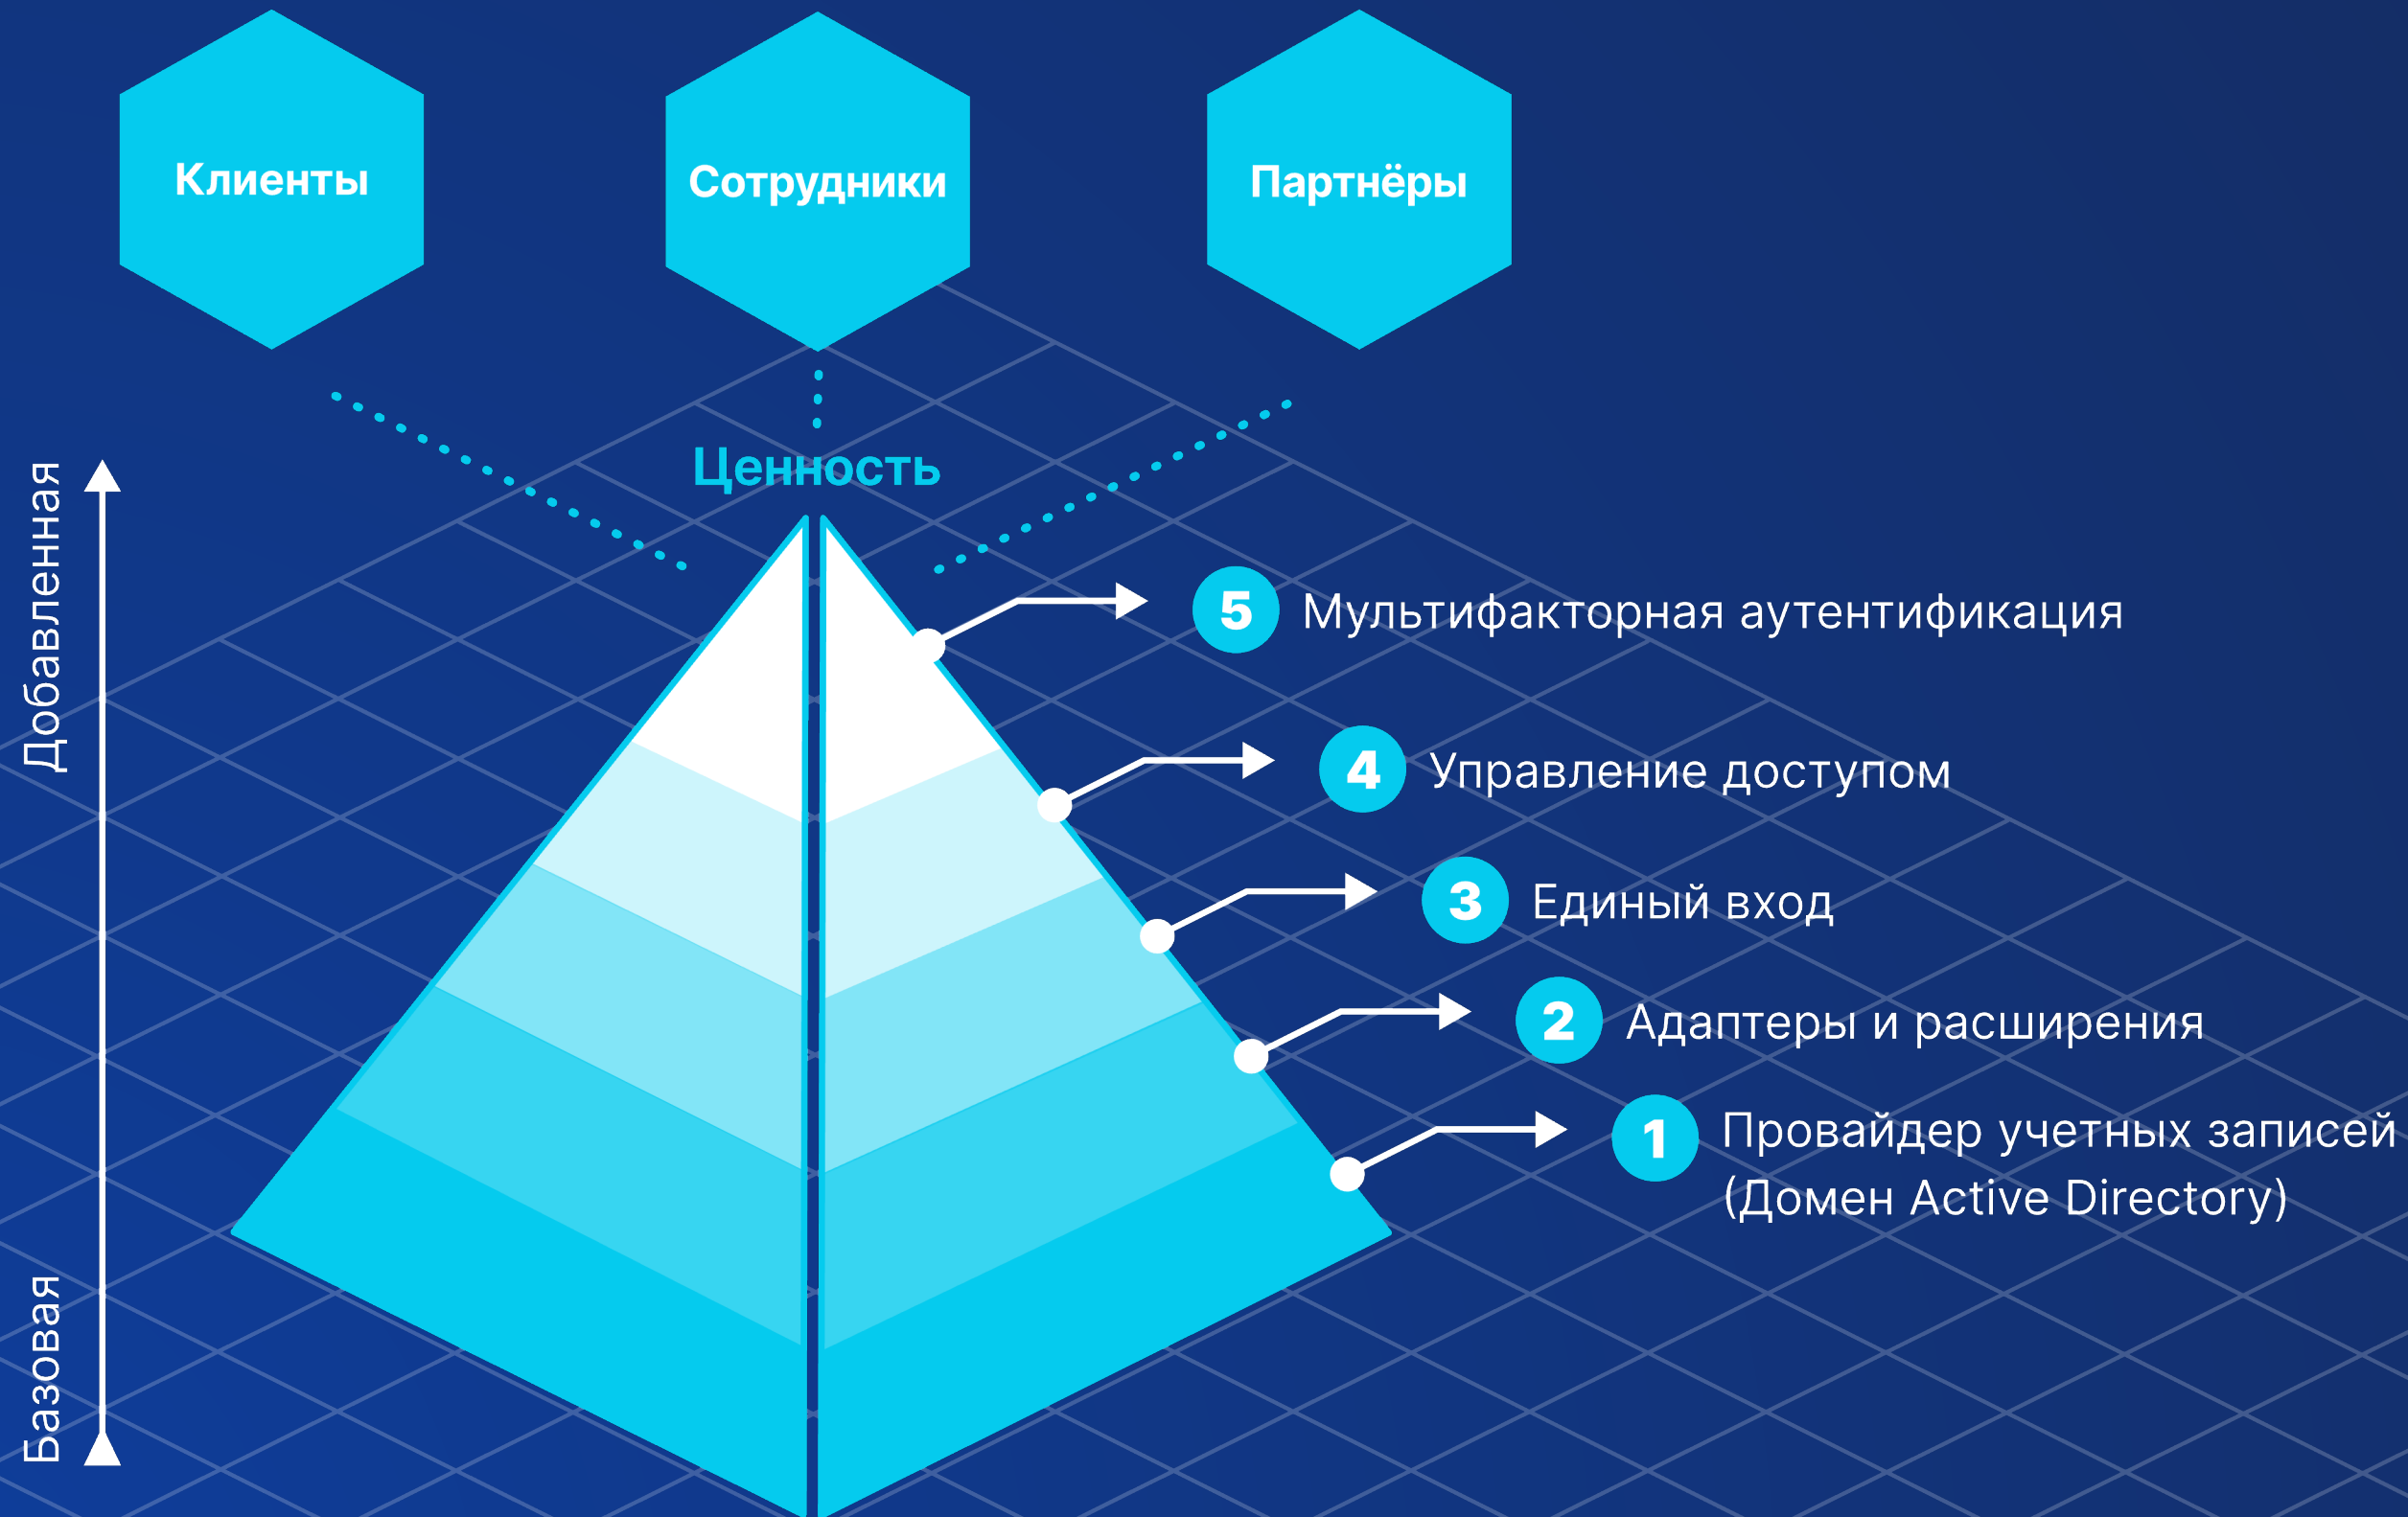 Клиенты
Сотрудники
Партнёры
Ценность
Добавленная
Базовая
5 Мультифакторная аутентификация
4 Управление доступом
3 Единый вход
2 Адаптеры и расширения
1 Провайдер учетных записей
(Домен Active Directory)